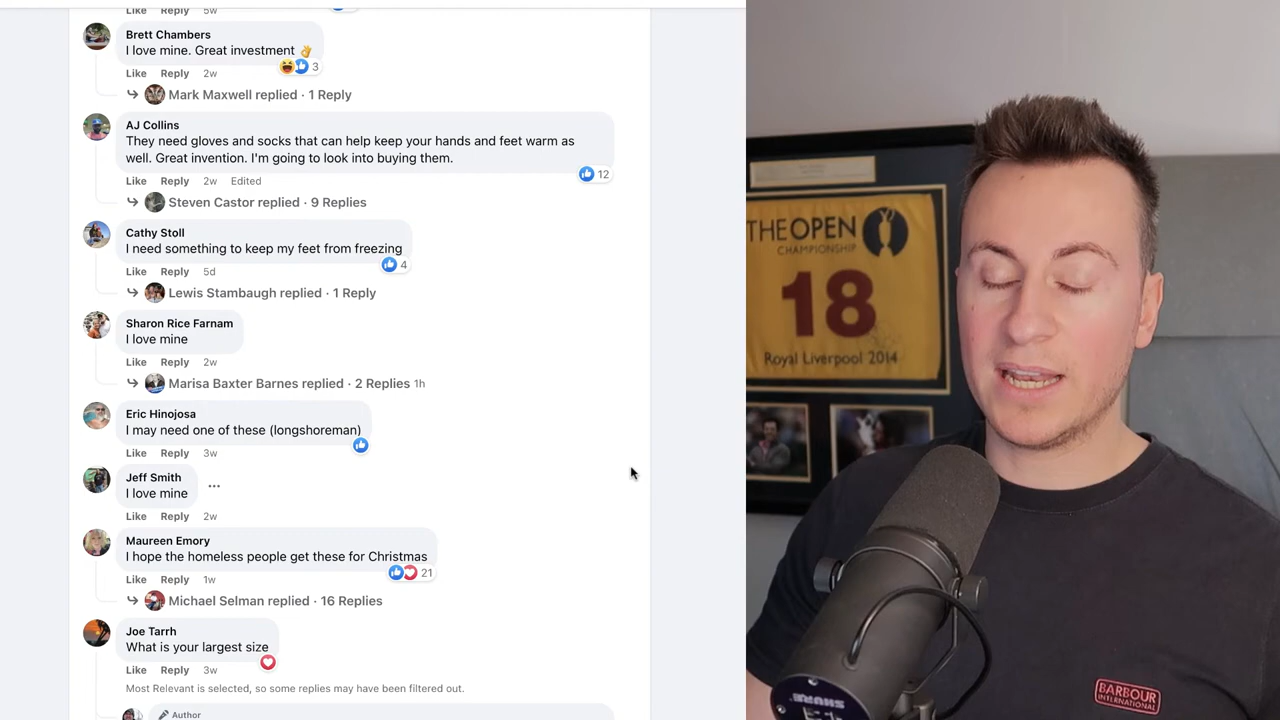 5w
Brett Chambers
I love mine. Great investment 👌
3
Like Reply 2w
Mark Maxwell replied · 1 Reply
AJ Collins
They need gloves and socks that can help keep your hands and feet warm as
well. Great invention. I'm going to look into buying them.
12
Like Reply 2w Edited
Steven Castor replied · 9 Replies
Cathy Stoll
I need something to keep my feet from freezing
4
Like Reply 5d
Lewis Stambaugh replied · 1 Reply
Sharon Rice Farnam
I love mine
Like Reply 2w
Marisa Baxter Barnes replied · 2 Replies 1h
Eric Hinojosa
I may need one of these (longshoreman)
Like Reply 3w
Jeff Smith
I love mine
Like Reply 2w
Maureen Emory
I hope the homeless people get these for Christmas
21
Like Reply 1w
Michael Selman replied · 16 Replies
Joe Tarrh
What is your largest size
Like Reply 3w
Most Relevant is selected, so some replies may have been filtered out.
Author
THE OPEN
CHAMPIONSHIP
18
Royal Liverpool 2014
SHURE
BARBOUR
INTERNATIONAL